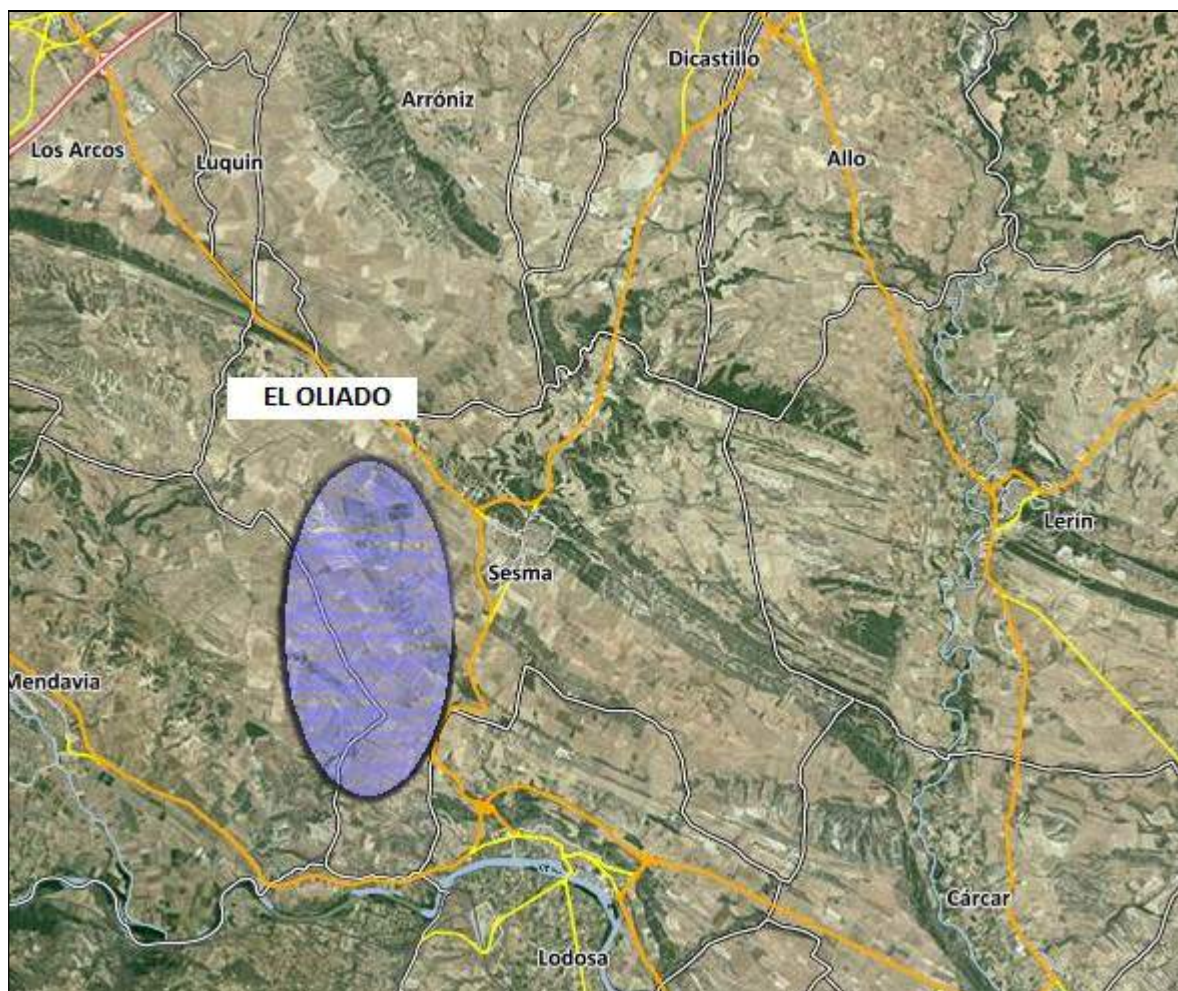 Dicastillo
Arróniz
Los Arcos
Luquin
Allo
EL OLIADO
Lerín
Sesma
Mendavia
Cárcar
Lodosa